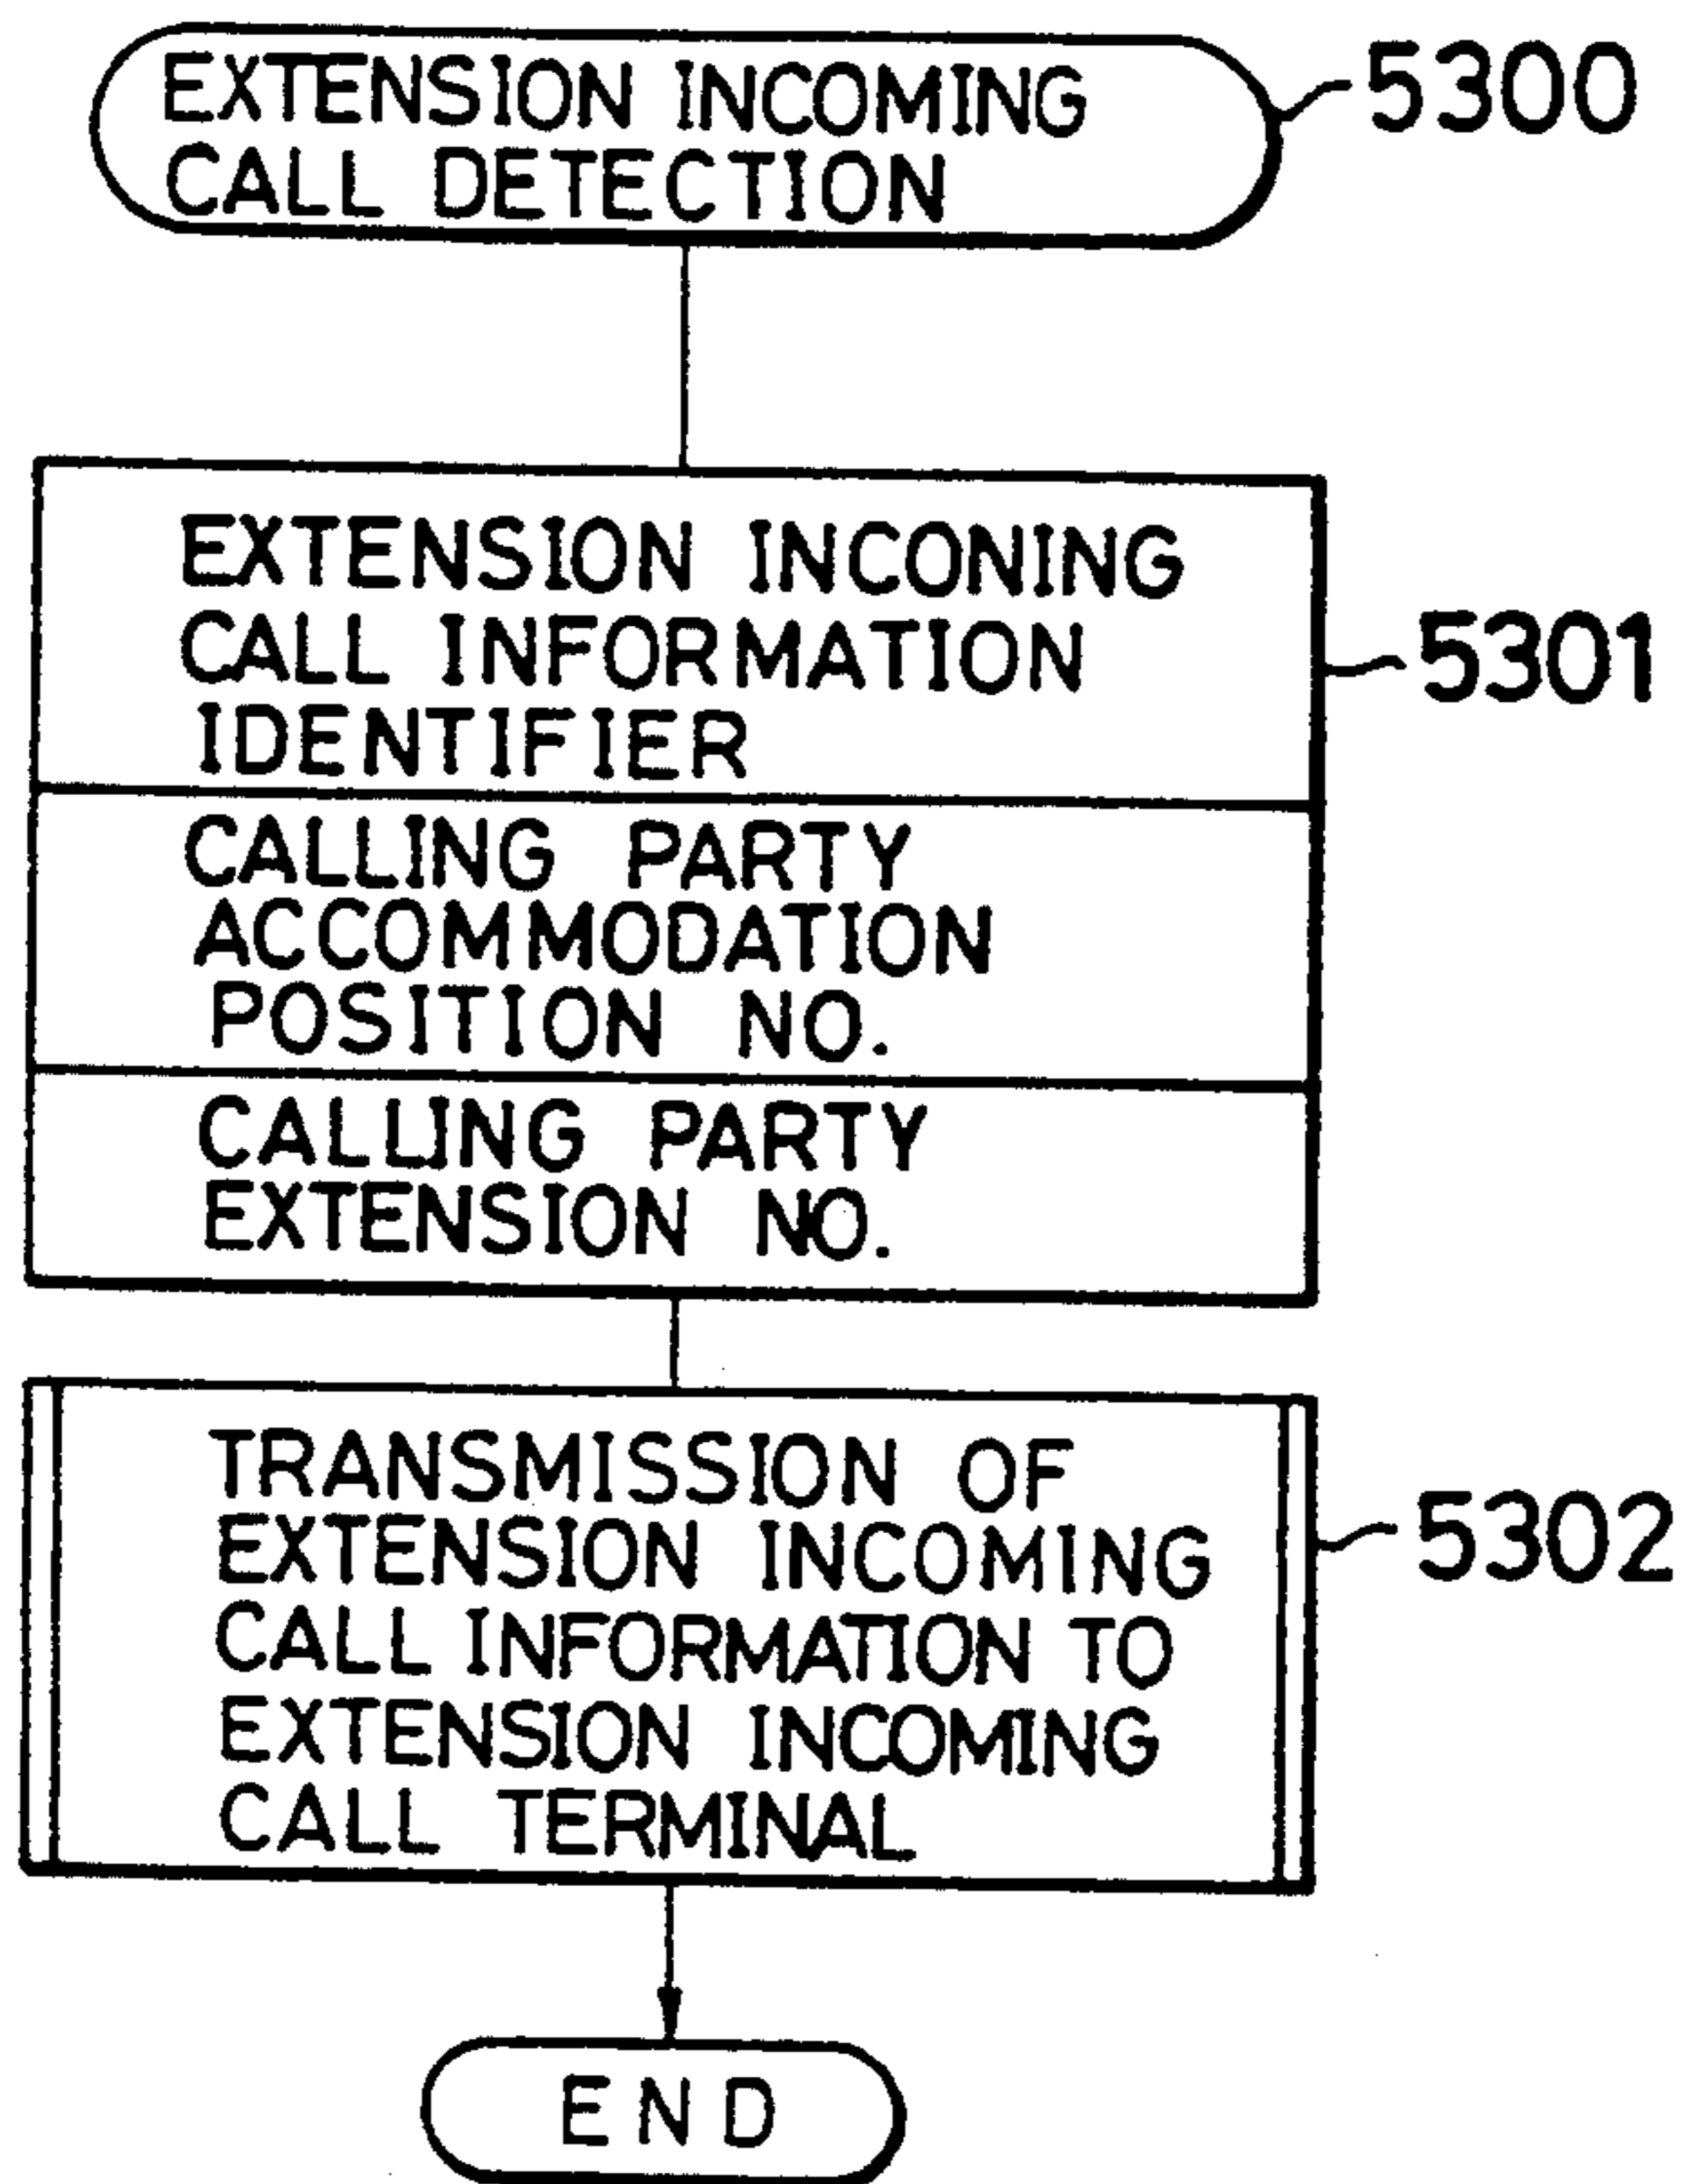 EXTENSION INCOMING
CALL DETECTION
5300
EXTENSION INCONING
CALL INFORMATION
IDENTIFIER
5301
CALLING PARTY
ACCOMMODATION
POSITION NO.
CALLING PARTY
EXTENSION NO.
TRANSMISSION OF
EXTENSION INCOMING
CALL INFORMATION TO
EXTENSION INCOMING
CALL TERMINAL
5302
END